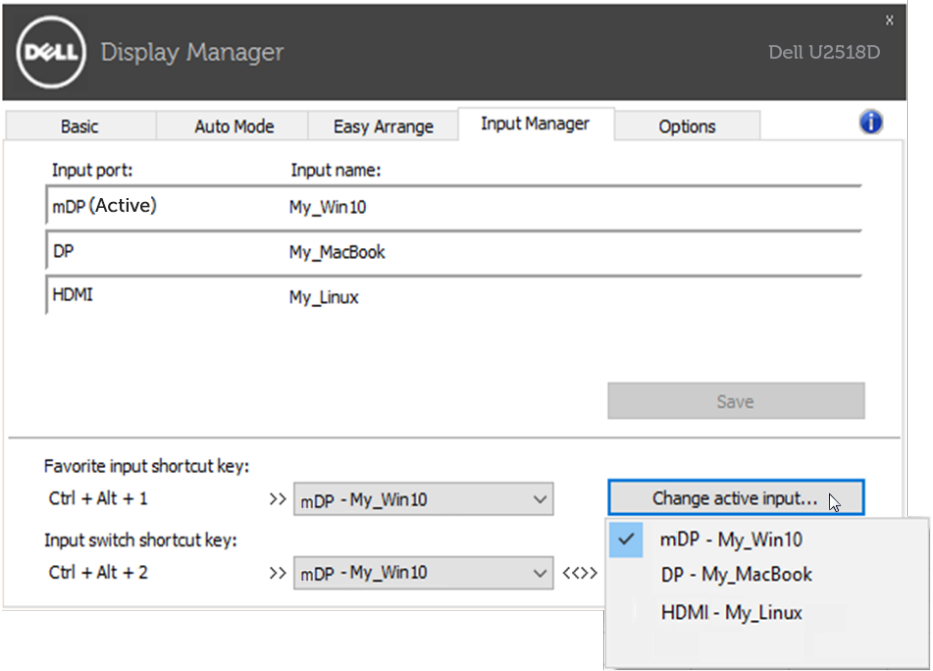 x
DELL Display Manager Dell U2518D
Basic Auto Mode Easy Arrange Input Manager Options i
Input port: Input name:
mDP (Active) My_Win10
DP My_MacBook
HDMI My_Linux
Save
Favorite input shortcut key:
Ctrl + Alt + 1 >> mDP - My_Win10 Change active input...
mDP - My_Win10
Input switch shortcut key:
Ctrl + Alt + 2 >> mDP - My_Win10 <<>> DP - My_MacBook
HDMI - My_Linux